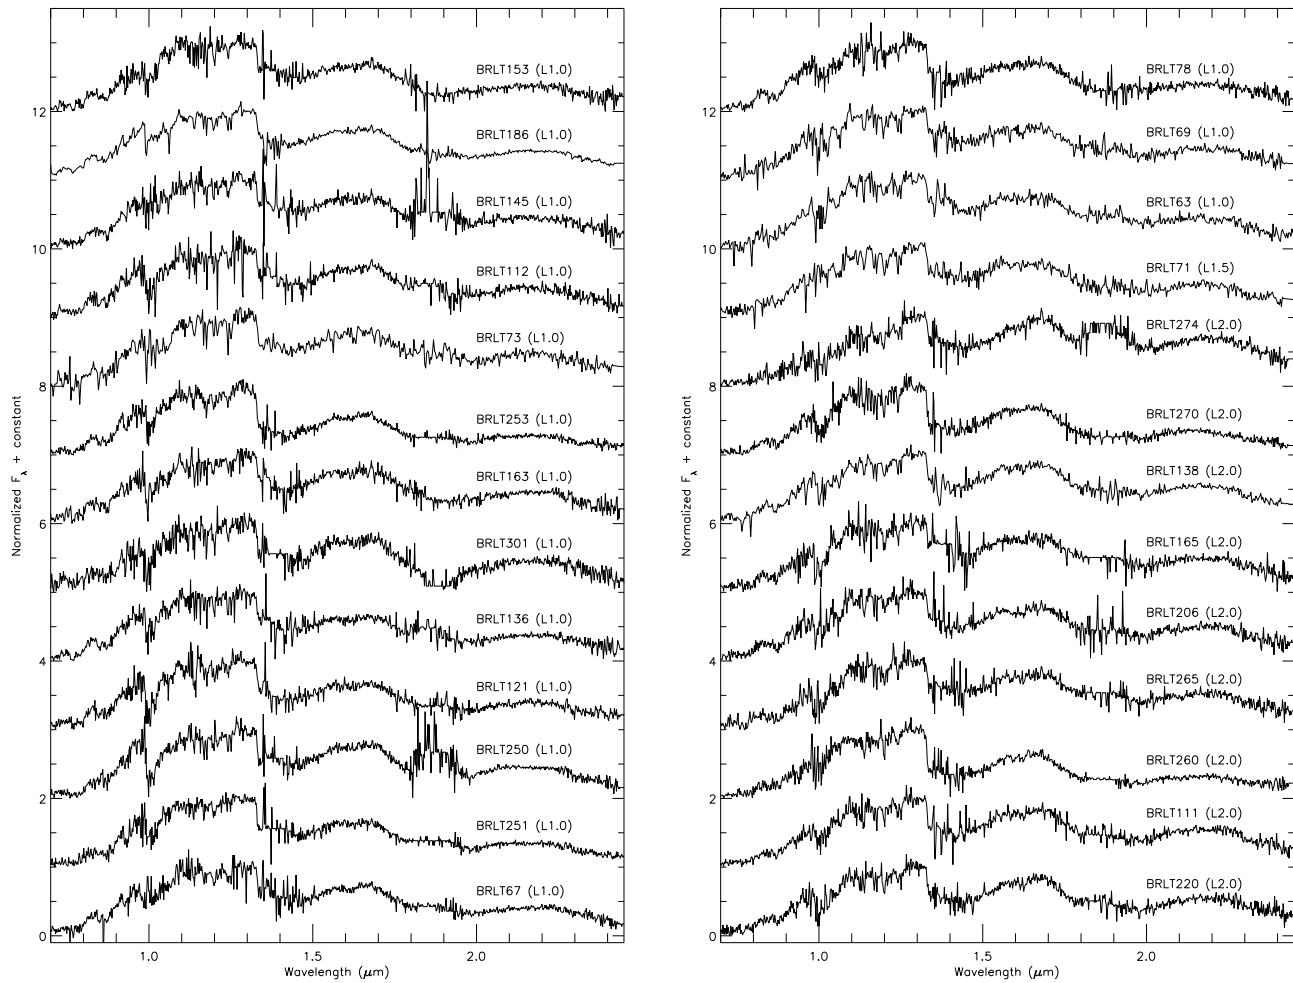 BRLT153 (L1.0)
BRLT186 (L1.0)
BRLT145 (L1.0)
BRLT112 (L1.0)
BRLT73 (L1.0)
BRLT253 (L1.0)
BRLT163 (L1.0)
BRLT301 (L1.0)
BRLT136 (L1.0)
BRLT121 (L1.0)
BRLT250 (L1.0)
BRLT251 (L1.0)
BRLT67 (L1.0)
12
10
8
6
4
2
0
Normalized Fλ + constant
1.0 1.5 2.0
Wavelength (μm)
BRLT78 (L1.0)
BRLT69 (L1.0)
BRLT63 (L1.0)
BRLT71 (L1.5)
BRLT274 (L2.0)
BRLT270 (L2.0)
BRLT138 (L2.0)
BRLT165 (L2.0)
BRLT206 (L2.0)
BRLT265 (L2.0)
BRLT260 (L2.0)
BRLT111 (L2.0)
BRLT220 (L2.0)
12
10
8
6
4
2
0
Normalized Fλ + constant
1.0 1.5 2.0
Wavelength (μm)